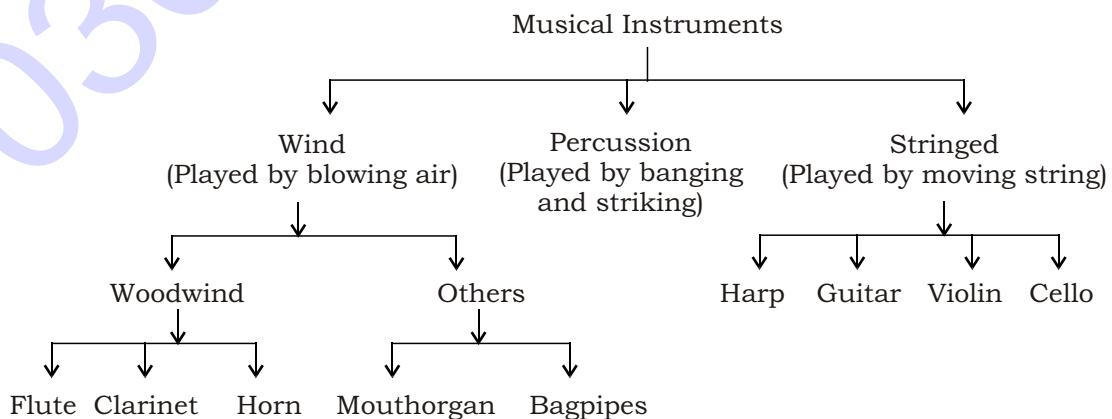 Musical Instruments
Wind
(Played by blowing air)
Percussion
(Played by banging
and striking)
Stringed
(Played by moving string)
Woodwind
Others
Harp
Guitar
Violin
Cello
Flute
Clarinet
Horn
Mouthorgan
Bagpipes